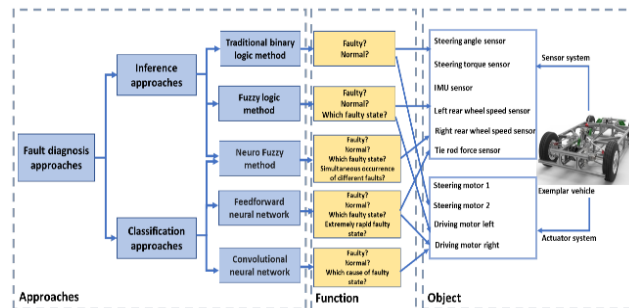 Fault diagnosis
approaches
Inference
approaches
Classification
approaches
Traditional binary
logic method
Fuzzy logic
method
Neuro Fuzzy
method
Feedforward
neural network
Convolutional
neural network
Faulty?
Normal?
Faulty?
Normal?
Which faulty state?
Faulty?
Normal?
Which faulty state?
Simultaneous occurrence
of different faults?
Faulty?
Normal?
Which faulty state?
Extremely rapid faulty
state?
Faulty?
Normal?
Which cause of faulty
state?
Steering angle sensor
Steering torque sensor
IMU sensor
Left rear wheel speed sensor
Right rear wheel speed sensor
Tie rod force sensor
Steering motor 1
Steering motor 2
Driving motor left
Driving motor right
Sensor system
Exemplar vehicle
Actuator system
Approaches
Function
Object